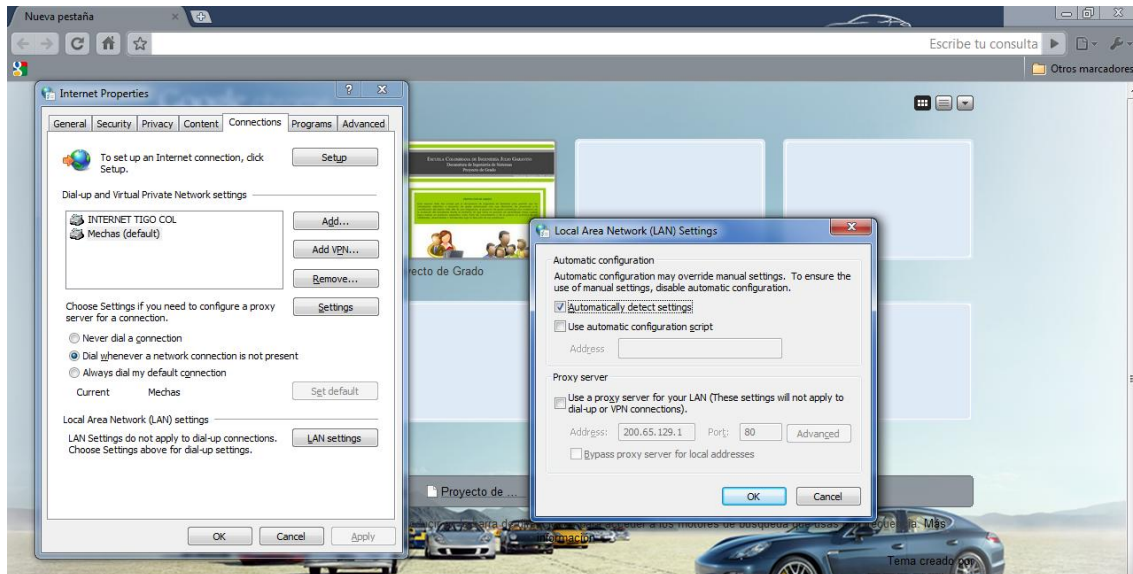 Nueva pestaña
Escribe tu consulta
Otros marcadores
Internet Properties
General Security Privacy Content Connections Programs Advanced
To set up an Internet connection, click
Setup.
Setup
Dial-up and Virtual Private Network settings
INTERNET TIGO COL
Mechas (default)
Add...
Add VPN...
Remove...
Choose Settings if you need to configure a proxy
server for a connection.
Settings
Never dial a connection
Dial whenever a network connection is not present
Always dial my default connection
Current Mechas
Set default
Local Area Network (LAN) settings
LAN Settings do not apply to dial-up connections.
Choose Settings above for dial-up settings.
LAN settings
OK Cancel Apply
yecto de Grado
Local Area Network (LAN) Settings
Automatic configuration
Automatic configuration may override manual settings. To ensure the
use of manual settings, disable automatic configuration.
Automatically detect settings
Use automatic configuration script
Address
Proxy server
Use a proxy server for your LAN (These settings will not apply to
dial-up or VPN connections).
Address: 200.65.129.1 Port: 80 Advanced
Bypass proxy server for local addresses
OK Cancel
Proyecto de ...
a los motores de búsqueda que usas
Más
información
Tema creado por